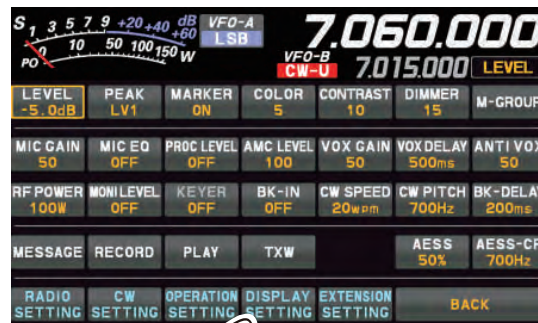 S 1 3 5 7 9 +20 +40 +60 dB VFO-A 7.060.000
PO 0 10 50 100 150 W LSB
VFO-B
CW-U 7.015.000 LEVEL
LEVEL PEAK MARKER COLOR CONTRAST DIMMER M-GROUP
-5.0dB LV1 ON 5 10 15
MIC GAIN MIC EQ PROC LEVEL AMC LEVEL VOX GAIN VOX DELAY ANTI VOX
50 OFF OFF 100 50 500ms 50
RF POWER MONI LEVEL KEYER BK-IN CW SPEED CW PITCH BK-DELA
100W OFF OFF OFF 20wpm 700Hz 200ms
MESSAGE RECORD PLAY TXW AESS AESS-CF
50% 700Hz
RADIO CW OPERATION DISPLAY EXTENSION BACK
SETTING SETTING SETTING SETTING SETTING